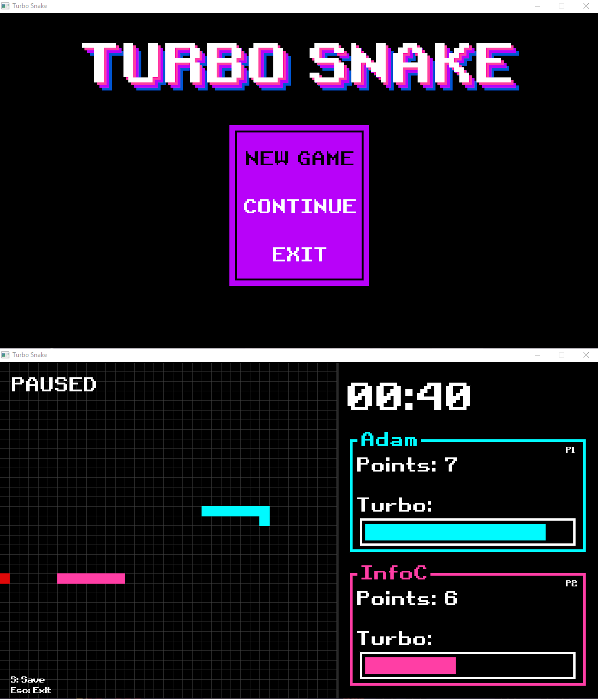 Turbo Snake
TURBO SNAKE
NEW GAME
CONTINUE
EXIT
Turbo Snake
PAUSED
00:40
Adam
P1
Points: 7
Turbo:
InfoC
P2
Points: 6
Turbo:
S: Save
Esc: Exit